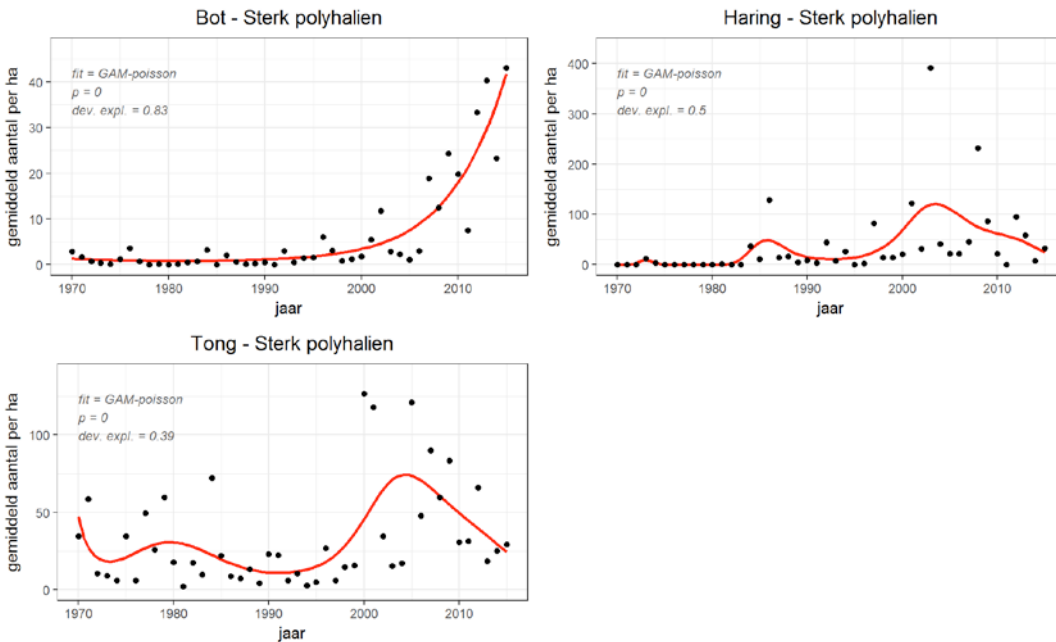 Bot - Sterk polyhalien
gemiddeld aantal per ha
fit = GAM-poisson
p = 0
dev. expl. = 0.83
40
30
20
10
0
1970 1980 1990 2000 2010
jaar
Haring - Sterk polyhalien
gemiddeld aantal per ha
fit = GAM-poisson
p = 0
dev. expl. = 0.5
400
300
200
100
0
1970 1980 1990 2000 2010
jaar
Tong - Sterk polyhalien
gemiddeld aantal per ha
fit = GAM-poisson
p = 0
dev. expl. = 0.39
100
50
0
1970 1980 1990 2000 2010
jaar